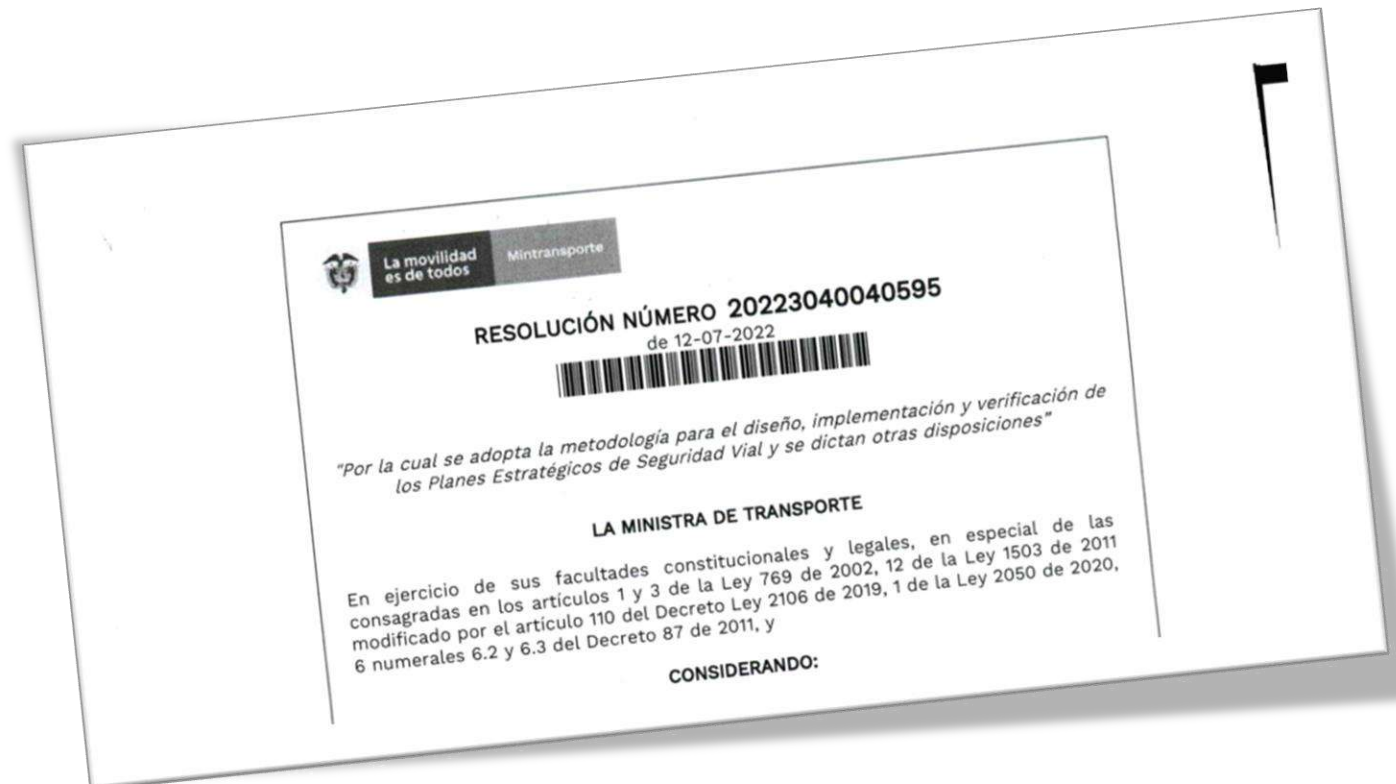 La movilidad
es de todos
Mintransporte
RESOLUCIÓN NÚMERO 20223040040595
de 12-07-2022
"Por la cual se adopta la metodología para el diseño, implementación y verificación de
los Planes Estratégicos de Seguridad Vial y se dictan otras disposiciones"
LA MINISTRA DE TRANSPORTE
En ejercicio de sus facultades constitucionales y legales, en especial de las
consagradas en los artículos 1 y 3 de la Ley 769 de 2002, 12 de la Ley 1503 de 2011
modificado por el artículo 110 del Decreto Ley 2106 de 2019, 1 de la Ley 2050 de 2020,
6 numerales 6.2 y 6.3 del Decreto 87 de 2011, y
CONSIDERANDO: